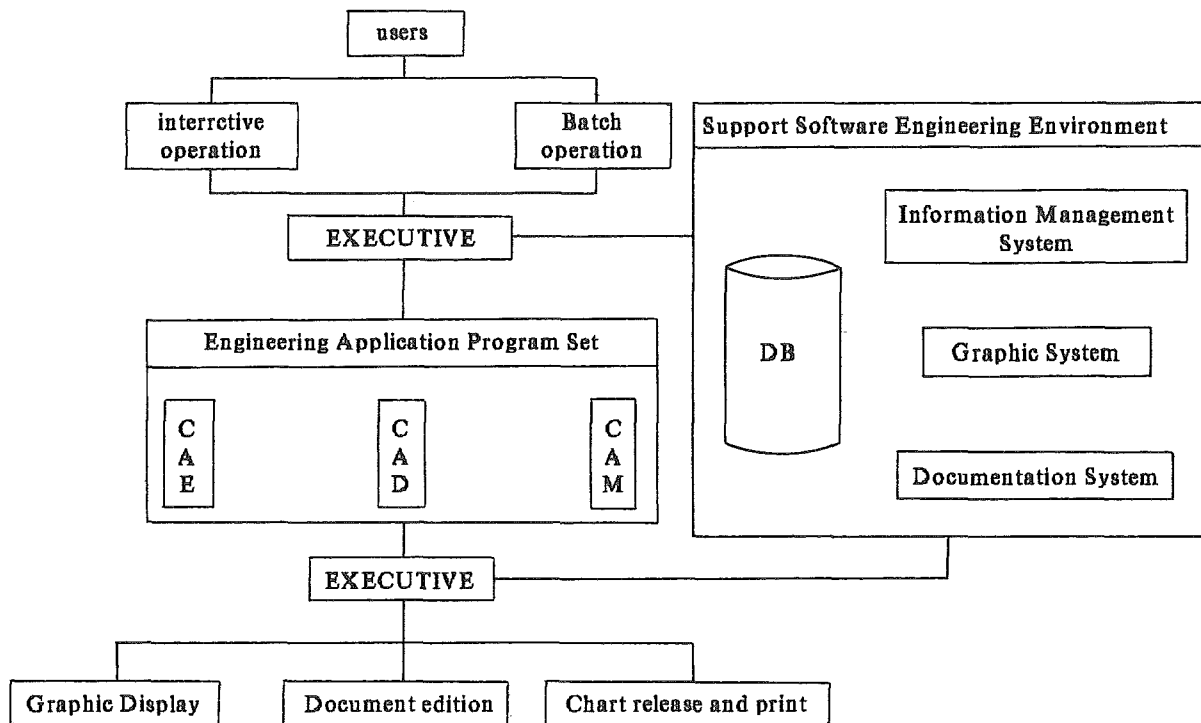 users
interrctive
operation
Batch
operation
Support Software Engineering Environment
EXECUTIVE
Information Management
System
DB
Graphic System
Documentation System
Engineering Application Program Set
C
A
E
C
A
D
C
A
M
EXECUTIVE
Graphic Display
Document edition
Chart release and print